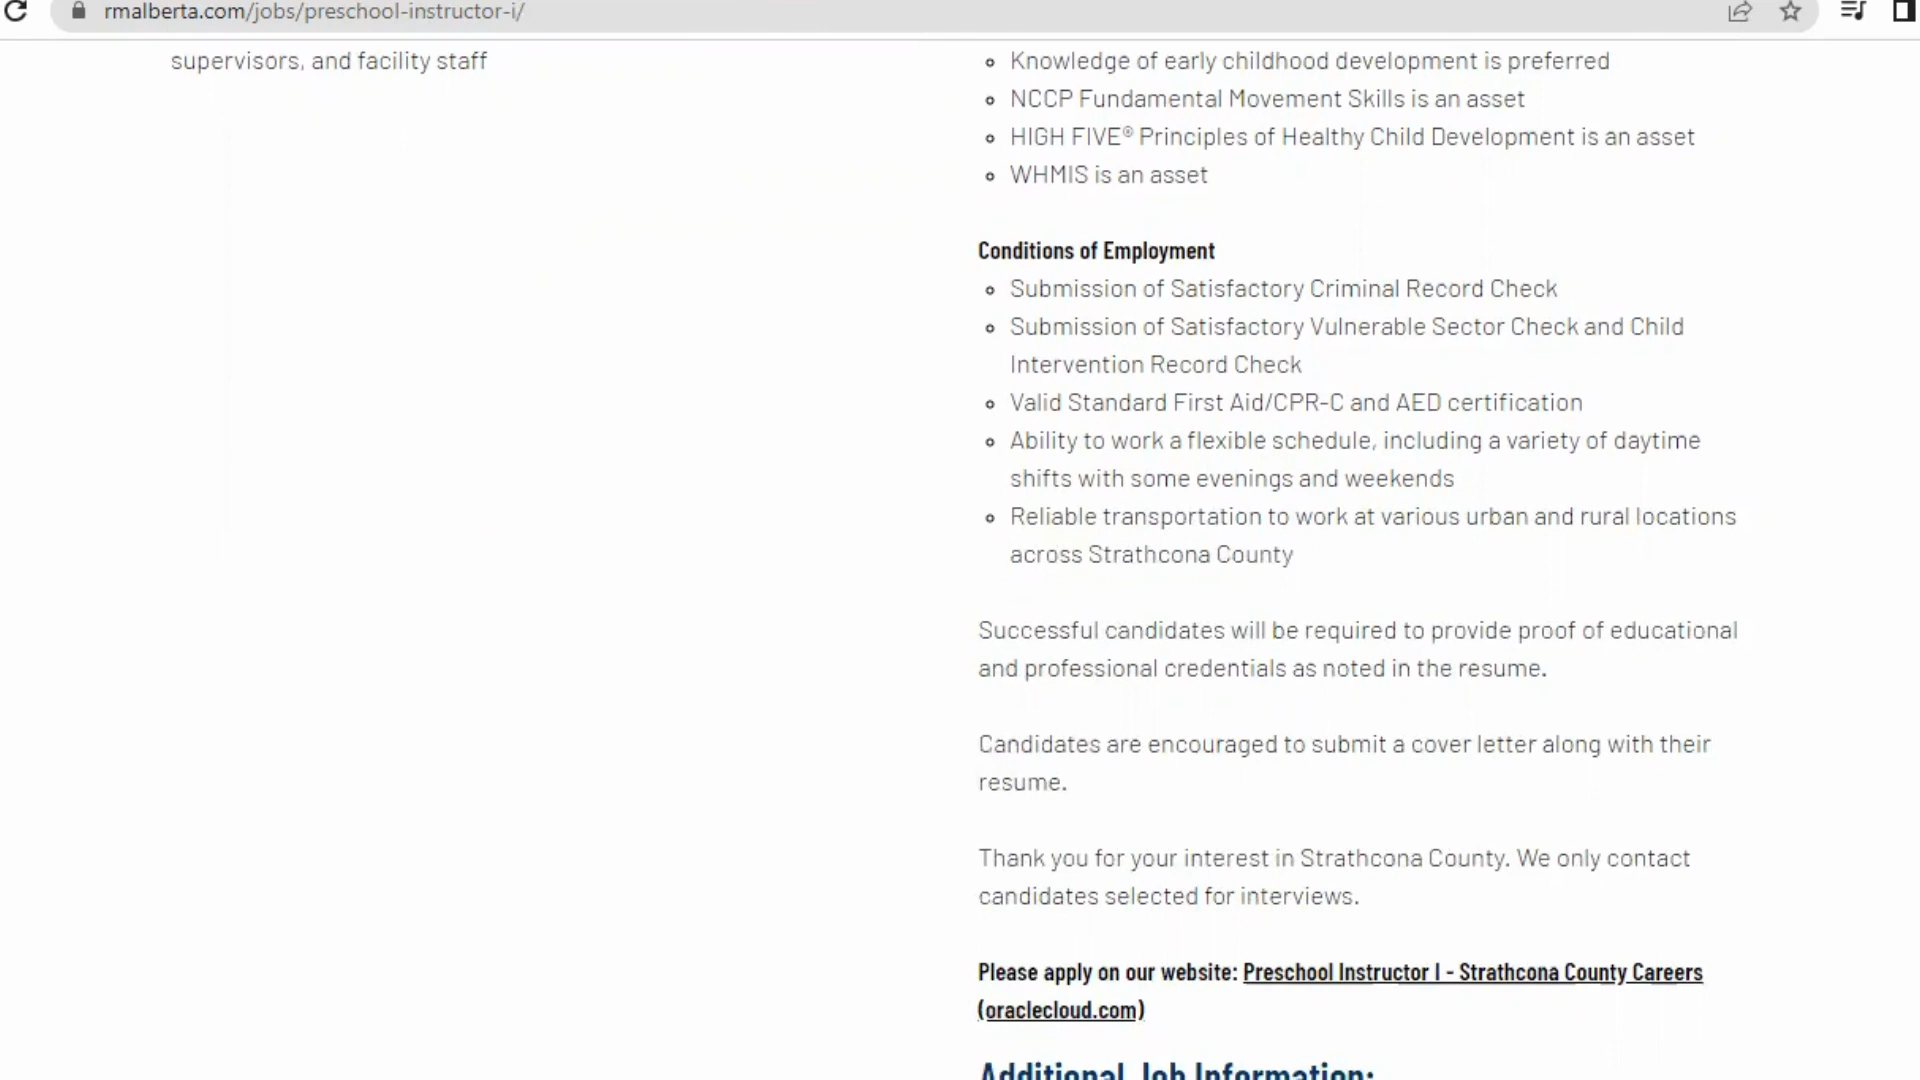 rmalberta.com/jobs/preschool-instructor-i/
supervisors, and facility staff
Knowledge of early childhood development is preferred
NCCP Fundamental Movement Skills is an asset
HIGH FIVE® Principles of Healthy Child Development is an asset
WHMIS is an asset
Conditions of Employment
Submission of Satisfactory Criminal Record Check
Submission of Satisfactory Vulnerable Sector Check and Child
Intervention Record Check
Valid Standard First Aid/CPR-C and AED certification
Ability to work a flexible schedule, including a variety of daytime
shifts with some evenings and weekends
Reliable transportation to work at various urban and rural locations
across Strathcona County
Successful candidates will be required to provide proof of educational
and professional credentials as noted in the resume.
Candidates are encouraged to submit a cover letter along with their
resume.
Thank you for your interest in Strathcona County. We only contact
candidates selected for interviews.
Please apply on our website: Preschool Instructor I - Strathcona County Careers
(oraclecloud.com)
Additional Job Information: